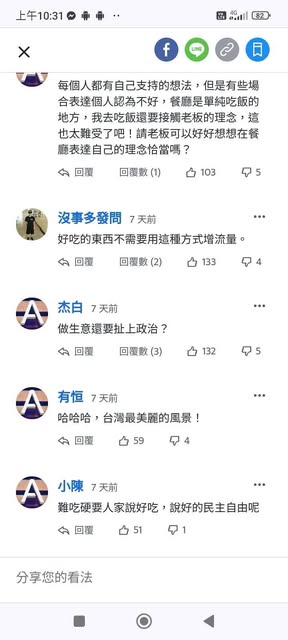 上午10:31
4G
82
每個人都有自己支持的想法，但是有些場
合表達個人認為不好，餐廳是單純吃飯的
地方，我去吃飯還要接觸老板的理念，這
也太難受了吧！請老板可以好好想想在餐
廳表達自己的理念恰當嗎？
回覆 回覆數 (1) 103 5
沒事多發問 7 天前
好吃的東西不需要用這種方式增流量。
回覆 回覆數 (2) 133 4
杰白 7 天前
做生意還要扯上政治？
回覆 回覆數 (3) 132 5
有恒 7 天前
哈哈哈，台灣最美麗的風景！
回覆 59 4
小陳 7 天前
難吃硬要人家說好吃，說好的民主自由呢
回覆 51 1
分享您的看法